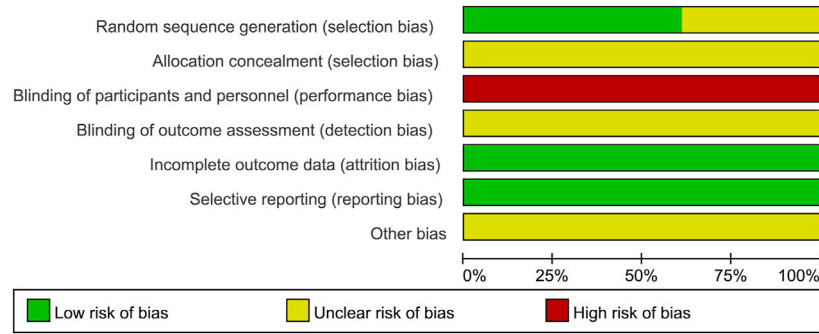 Random sequence generation (selection bias)
Allocation concealment (selection bias)
Blinding of participants and personnel (performance bias)
Blinding of outcome assessment (detection bias)
Incomplete outcome data (attrition bias)
Selective reporting (reporting bias)
Other bias
0% 25% 50% 75% 100%
Low risk of bias Unclear risk of bias High risk of bias